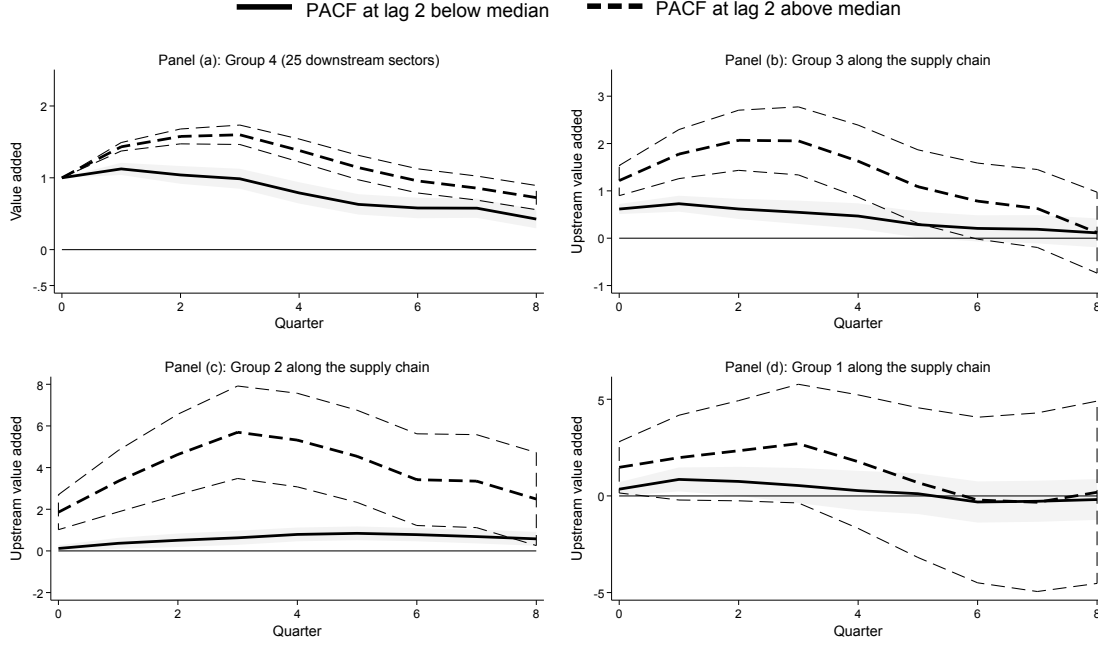 PACF at lag 2 below median PACF at lag 2 above median
Panel (a): Group 4 (25 downstream sectors)
Value added
2
1
0
-.5
0 2 4 6 8
Quarter
Panel (b): Group 3 along the supply chain
Upstream value added
3
2
1
0
-1
0 2 4 6 8
Quarter
Panel (c): Group 2 along the supply chain
Upstream value added
8
6
4
2
0
-2
0 2 4 6 8
Quarter
Panel (d): Group 1 along the supply chain
Upstream value added
5
0
-5
0 2 4 6 8
Quarter